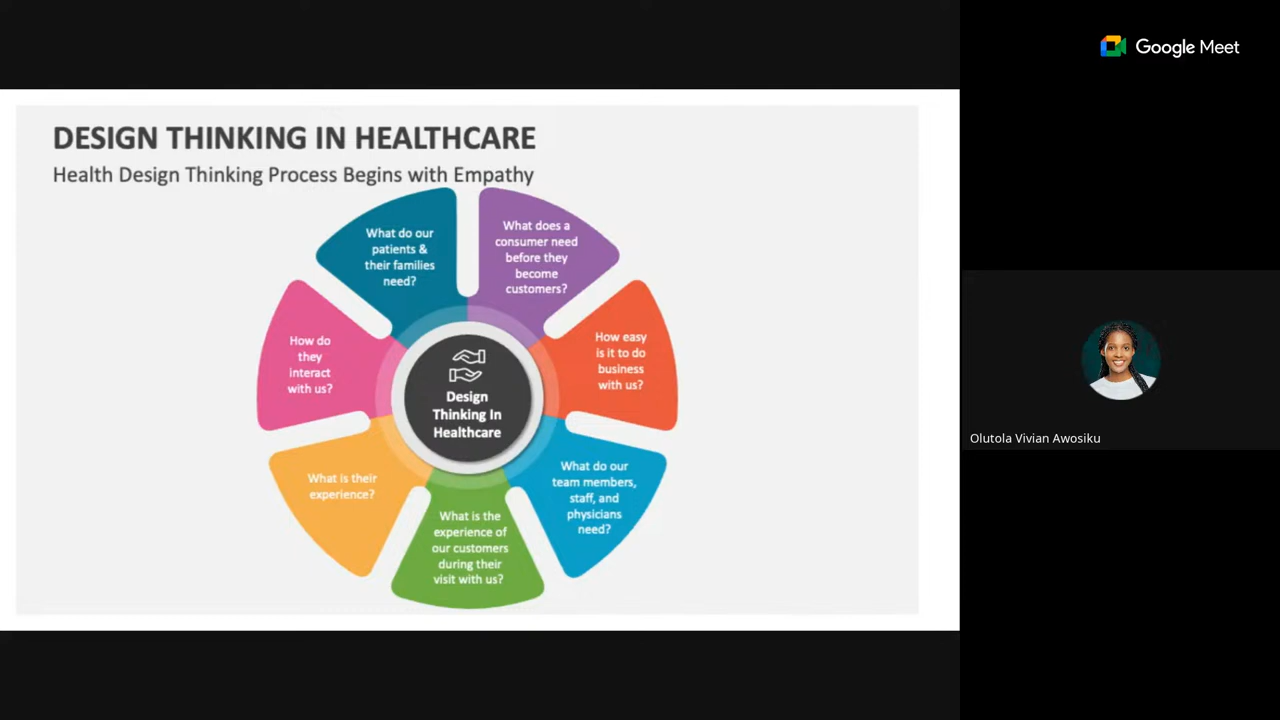 Google Meet
DESIGN THINKING IN HEALTHCARE
Health Design Thinking Process Begins with Empathy
What do our
patients &
their families
need?
What does a
consumer need
before they
become
customers?
How easy
is it to do
business
with us?
What do our
team members,
staff, and
physicians
need?
What is the
experience of
our customers
during their
visit with us?
What is their
experience?
How do
they
interact
with us?
Design
Thinking In
Healthcare
Olutola Vivian Awosiku